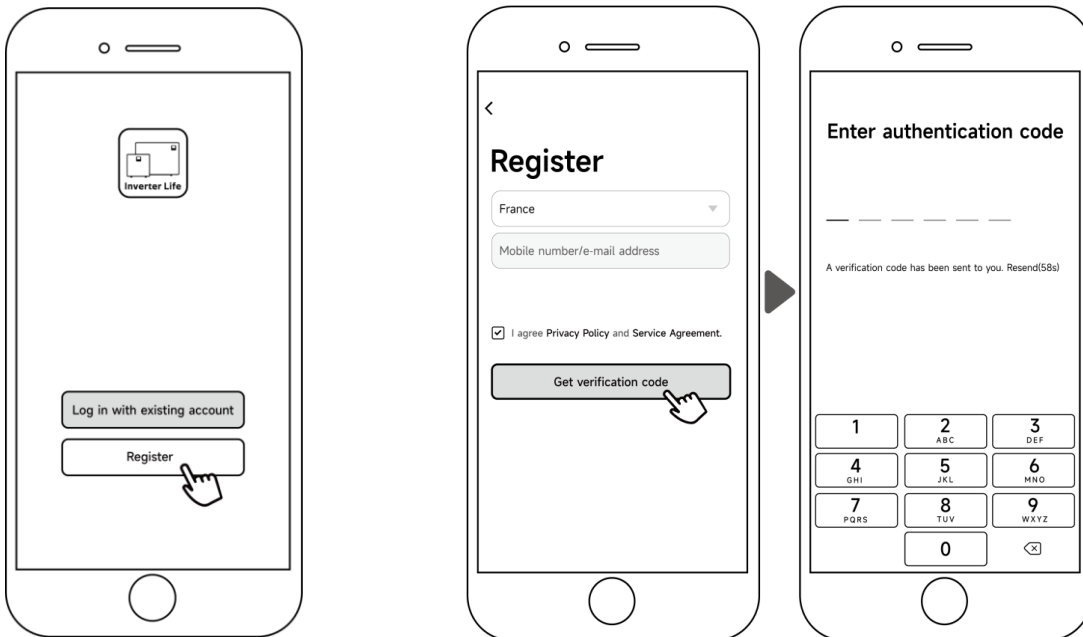 Inverter Life
Log in with existing account
Register
Register
France
Mobile number/e-mail address
I agree Privacy Policy and Service Agreement.
Get verification code
Enter authentication code
A verification code has been sent to you. Resend(58s)
1 2 3
ABC DEF
4 5 6
GHI JKL MNO
7 8 9
PQRS TUV WXYZ
0